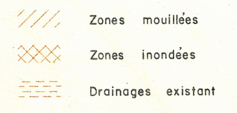 Zones mouillées
Zones inondées
Drainages existant